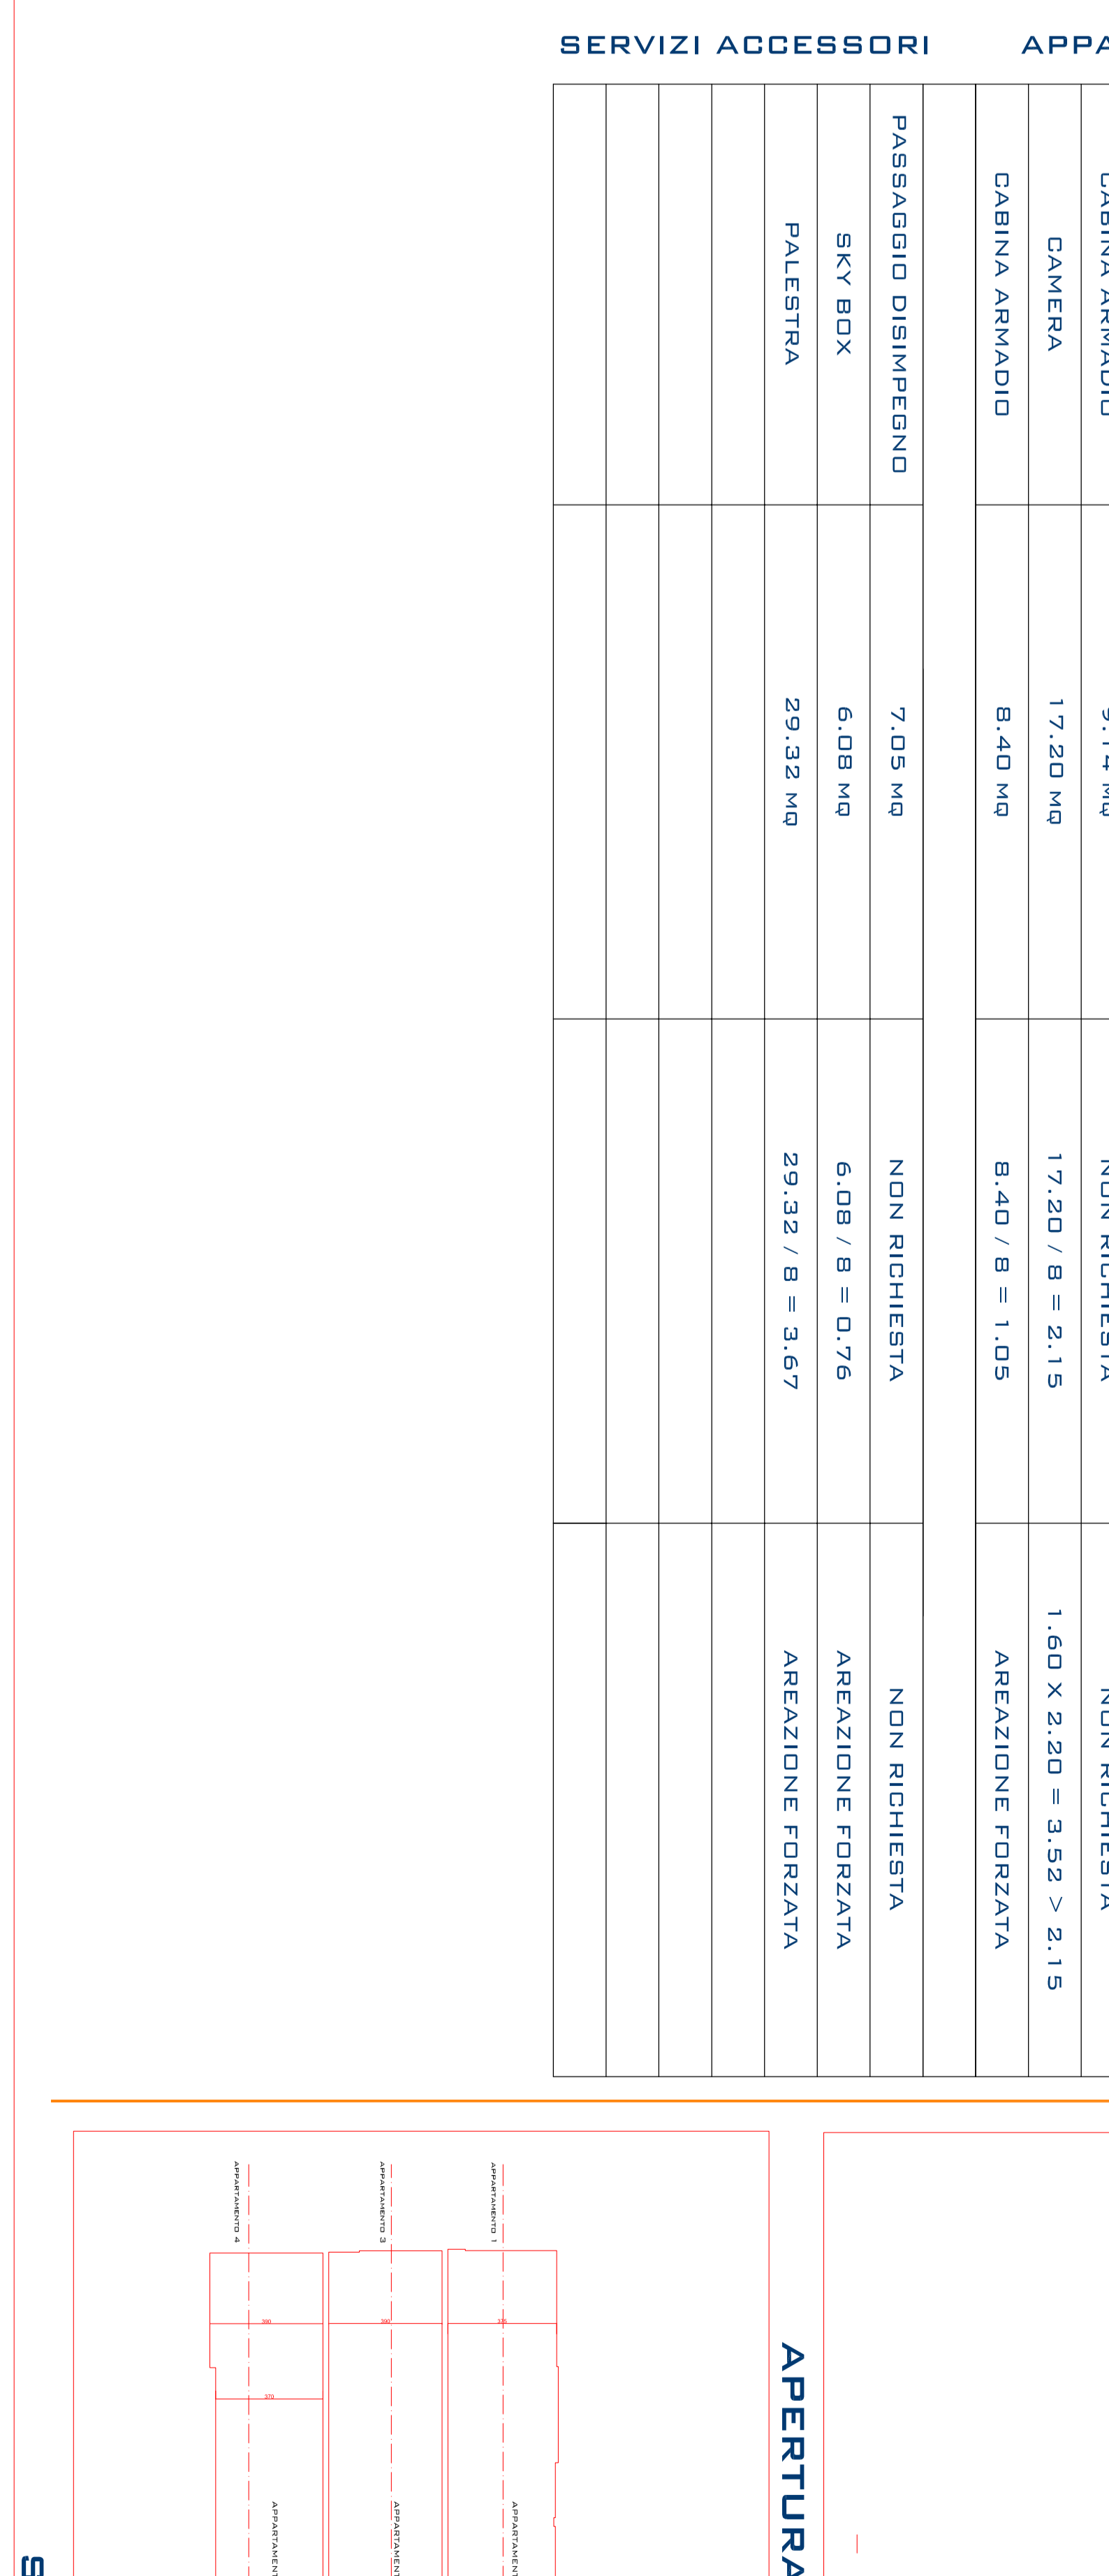 SERVIZI ACCESSORI
CAMERA 17.20 MQ 17.20 / 8 = 2.15 1.60 X 2.20 = 3.52 > 2.15
CABINA ARMADIO 8.40 MQ 8.40 / 8 = 1.05 AREAZIONE FORZATA
PASSAGGIO DISIMPEGNO 7.05 MQ NON RICHIESTA NON RICHIESTA
SKY BOX 6.08 MQ 6.08 / 8 = 0.76 AREAZIONE FORZATA
PALESTRA 29.32 MQ 29.32 / 8 = 3.67 AREAZIONE FORZATA
APERTURA
APPARTAMENTO 1
APPARTAMENTO 3
APPARTAMENTO 4
375
390
370